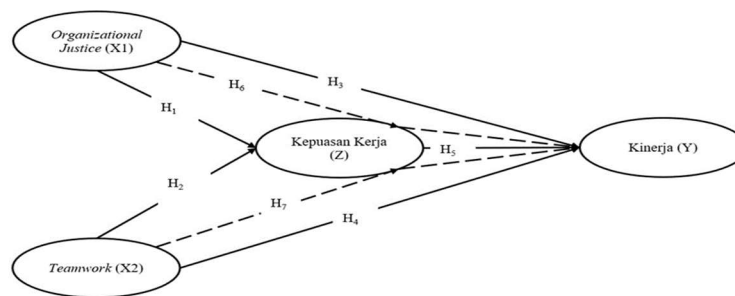 Organizational
Justice (X1)
H3
H6
H1
Kepuasan Kerja
(Z)
H5
Kinerja (Y)
H2
H7
H4
Teamwork (X2)